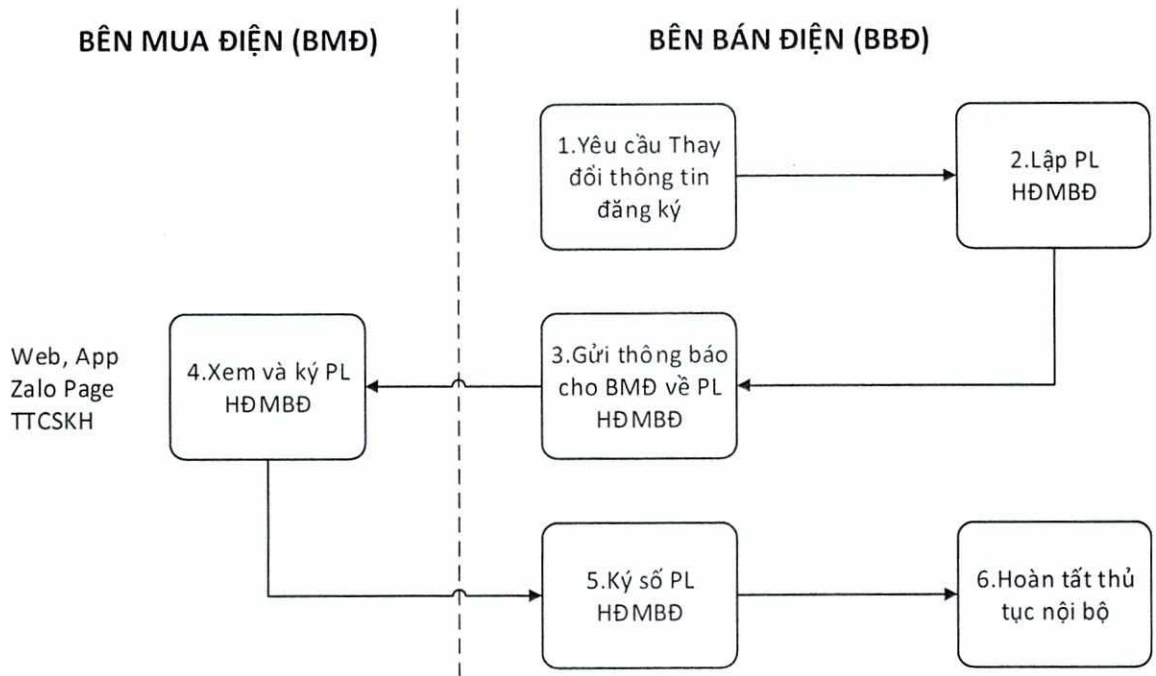 BÊN MUA ĐIỆN (BMĐ)
BÊN BÁN ĐIỆN (BBĐ)
1.Yêu cầu Thay
đổi thông tin
đăng ký
2.Lập PL
HĐMBĐ
3.Gửi thông báo
cho BMĐ về PL
HĐMBĐ
Web, App
Zalo Page
TTCSKH
4.Xem và ký PL
HĐMBĐ
5.Ký số PL
HĐMBĐ
6.Hoàn tất thủ
tục nội bộ